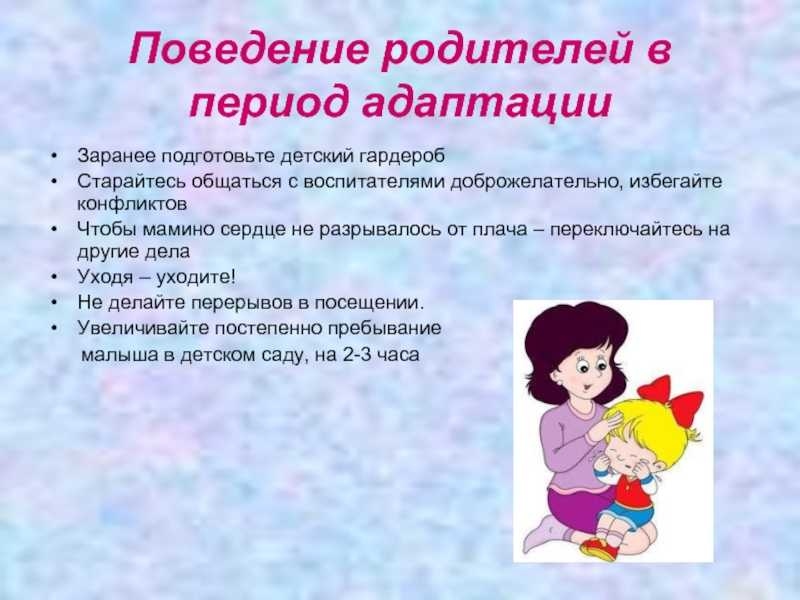 Поведение родителей в
период адаптации
• Заранее подготовьте детский гардероб
• Старайтесь общаться с воспитателями доброжелательно, избегайте
конфликтов
• Чтобы мамино сердце не разрывалось от плача – переключайтесь на
другие дела
• Уходя – уходите!
• Не делайте перерывов в посещении.
• Увеличивайте постепенно пребывание
малыша в детском саду, на 2-3 часа